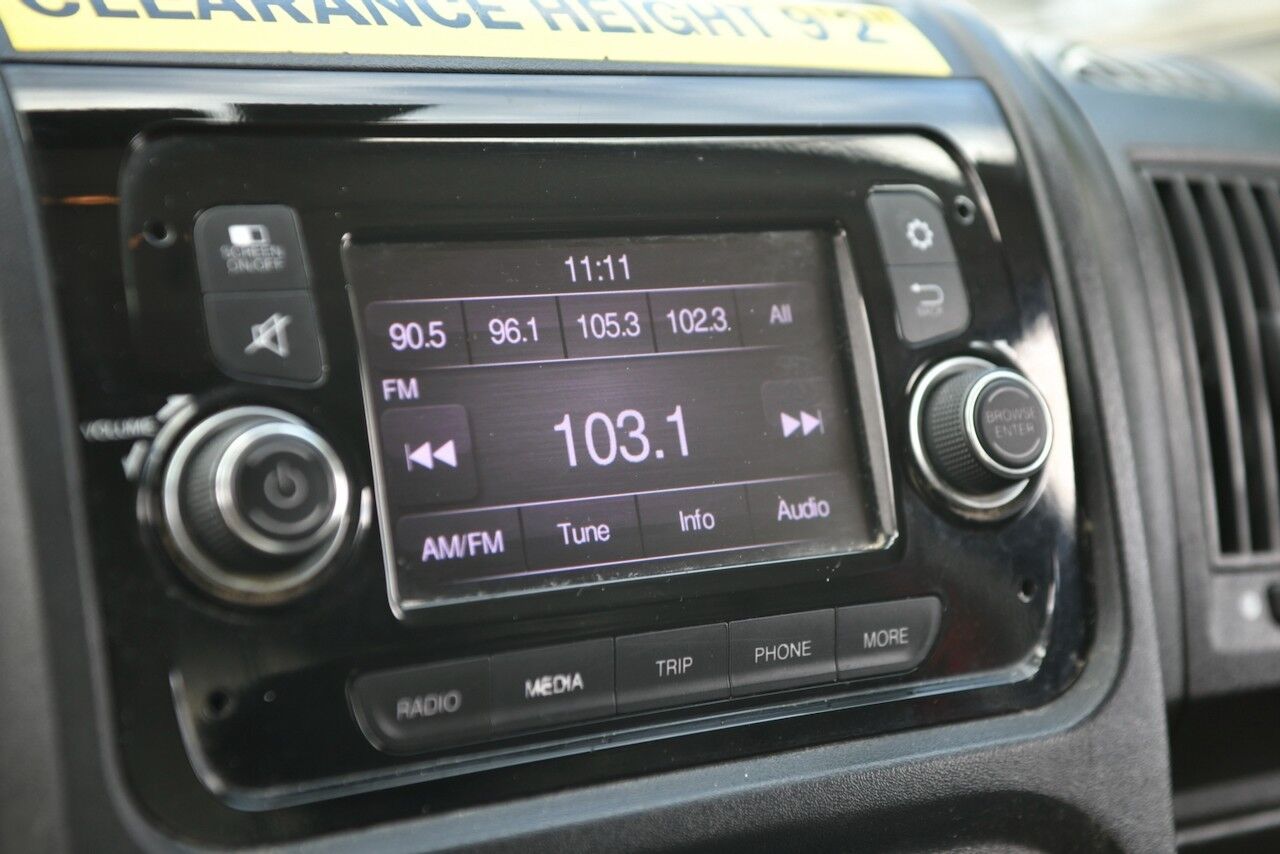 CLEARANCE HEIGHT 9'2"
SCREEN
ON/OFF
11:11
90.5 96.1 105.3 102.3. All
FM
103.1
AM/FM Tune Info Audio
VOLUME
BACK
BROWSE
ENTER
RADIO MEDIA TRIP PHONE MORE